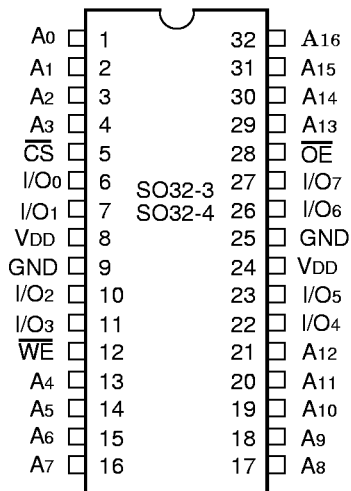 A0 1 32 A16
A1 2 31 A15
A2 3 30 A14
A3 4 29 A13
C̅S̅ 5 28 O̅E̅
I/O0 6 27 I/O7
SO32-3
I/O1 7 26 I/O6
SO32-4
VDD 8 25 GND
GND 9 24 VDD
I/O2 10 23 I/O5
I/O3 11 22 I/O4
W̅E̅ 12 21 A12
A4 13 20 A11
A5 14 19 A10
A6 15 18 A9
A7 16 17 A8